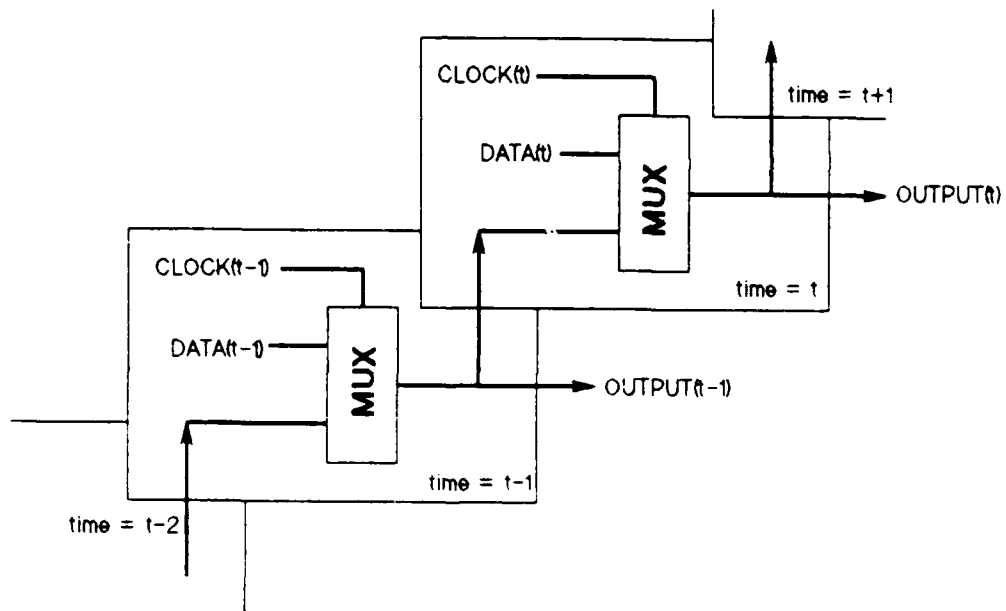 CLOCK(t)
time = t+1
DATA(t)
MUX
OUTPUT(t)
CLOCK(t-1)
time = t
DATA(t-1)
MUX
OUTPUT(t-1)
time = t-1
time = t-2